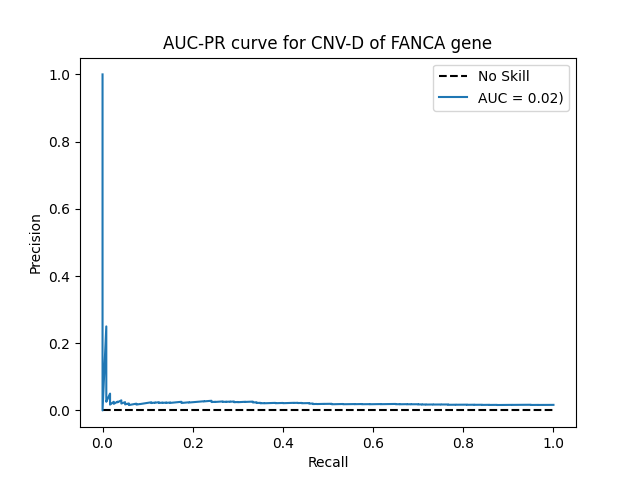 AUC-PR curve for CNV-D of FANCA gene
No Skill
AUC = 0.02)
1.0
0.8
0.6
0.4
0.2
0.0
Precision
0.0 0.2 0.4 0.6 0.8 1.0
Recall